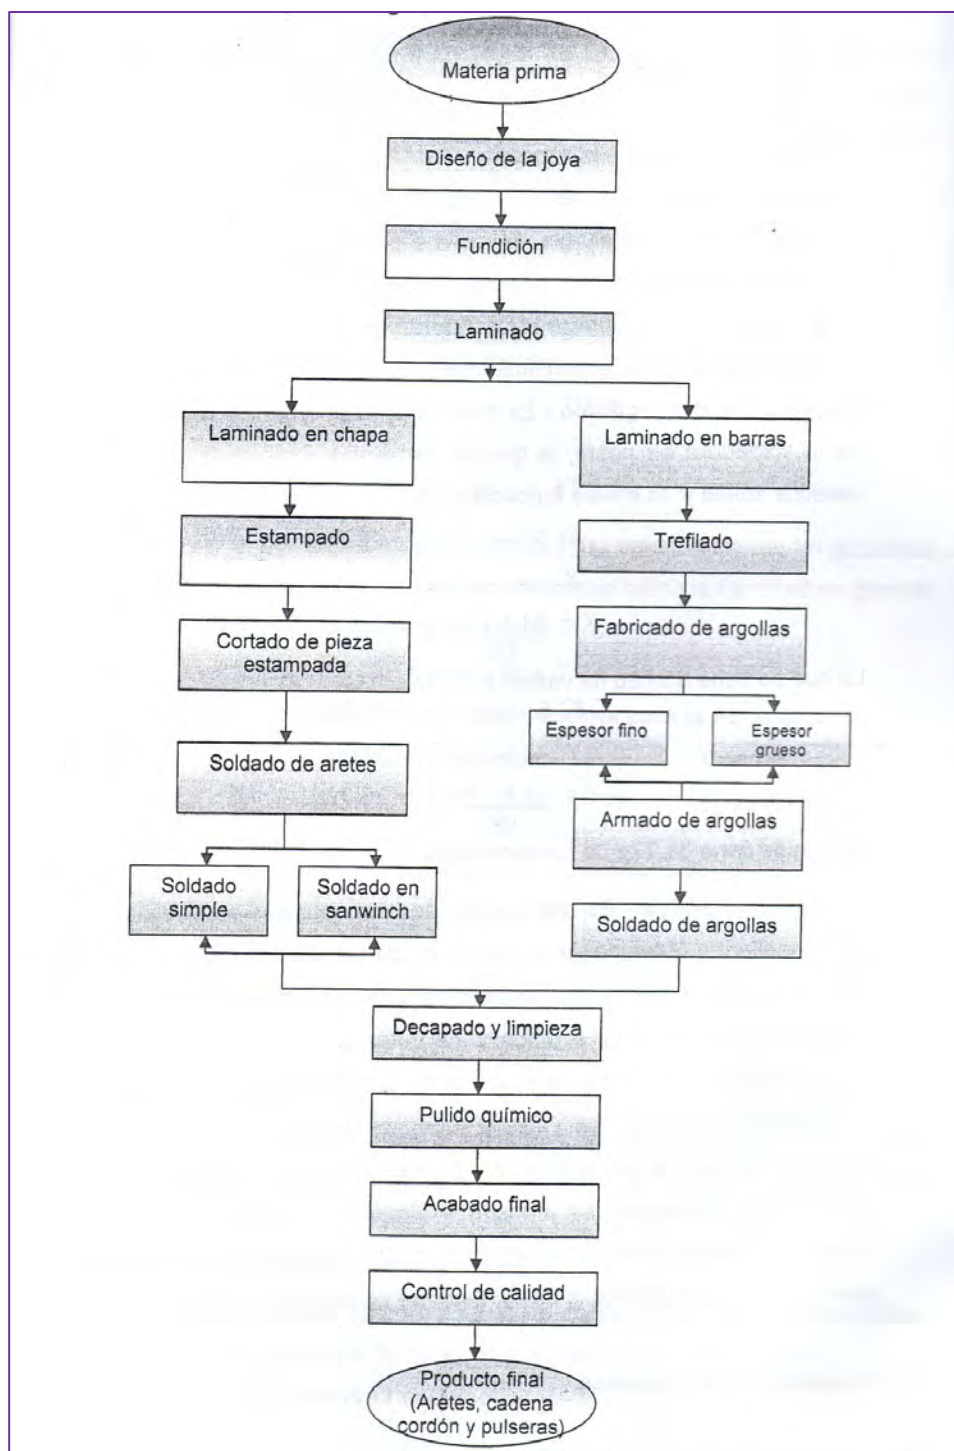 Materia prima
Diseño de la joya
Fundición
Laminado
Laminado en chapa
Laminado en barras
Estampado
Trefilado
Cortado de pieza
estampada
Fabricado de argollas
Espesor fino
Espesor
grueso
Soldado de aretes
Armado de argollas
Soldado
simple
Soldado en
sanwinch
Soldado de argollas
Decapado y limpieza
Pulido químico
Acabado final
Control de calidad
Producto final
(Aretes, cadena
cordón y pulseras)